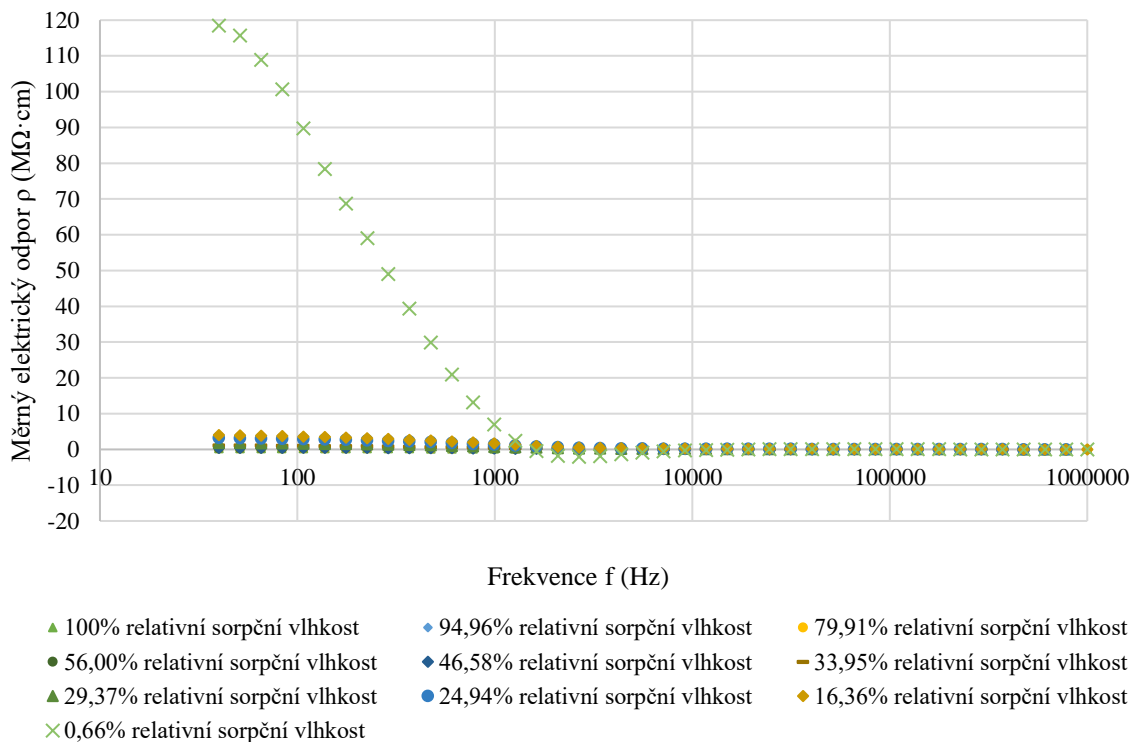 120
110
100
90
80
70
60
50
40
30
20
10
0
-10
-20
Měrný elektrický odpor ρ (MΩ·cm)
10 100 1000 10000 100000 1000000
Frekvence f (Hz)
100% relativní sorpční vlhkost 94,96% relativní sorpční vlhkost 79,91% relativní sorpční vlhkost
56,00% relativní sorpční vlhkost 46,58% relativní sorpční vlhkost 33,95% relativní sorpční vlhkost
29,37% relativní sorpční vlhkost 24,94% relativní sorpční vlhkost 16,36% relativní sorpční vlhkost
0,66% relativní sorpční vlhkost